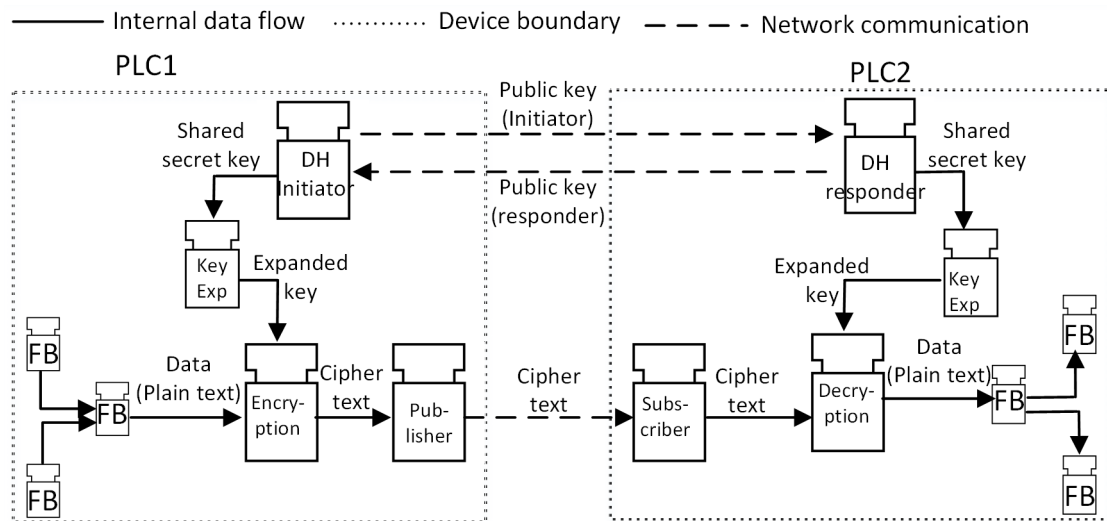 Internal data flow
Device boundary
Network communication
PLC1
PLC2
Public key
(Initiator)
Shared
secret key
DH
Initiator
Public key
(responder)
DH
responder
Shared
secret key
Key
Exp
Expanded
key
Expanded
key
Key
Exp
FB
FB
FB
Data
(Plain text)
Encry-
ption
Cipher
text
Pub-
lisher
Cipher
text
Subs-
criber
Cipher
text
Decry-
ption
Data
(Plain text)
FB
FB
FB